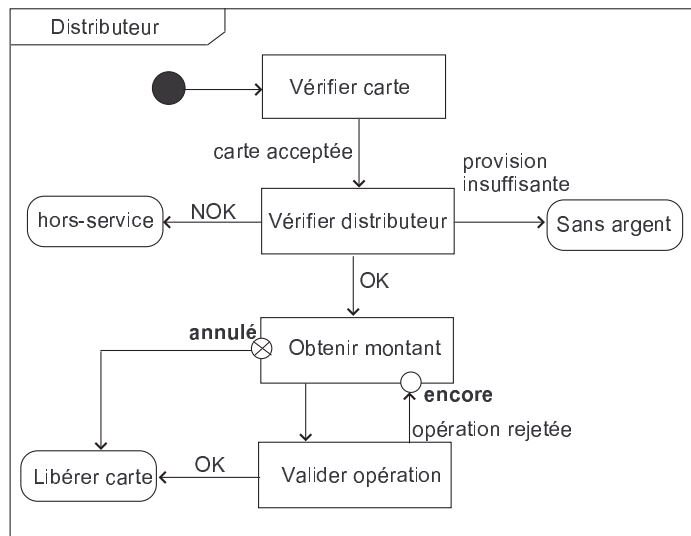 Distributeur
Vérifier carte
carte acceptée
provision
insuffisante
hors-service
NOK
Vérifier distributeur
Sans argent
OK
annulé
Obtenir montant
encore
opération rejetée
Libérer carte
OK
Valider opération